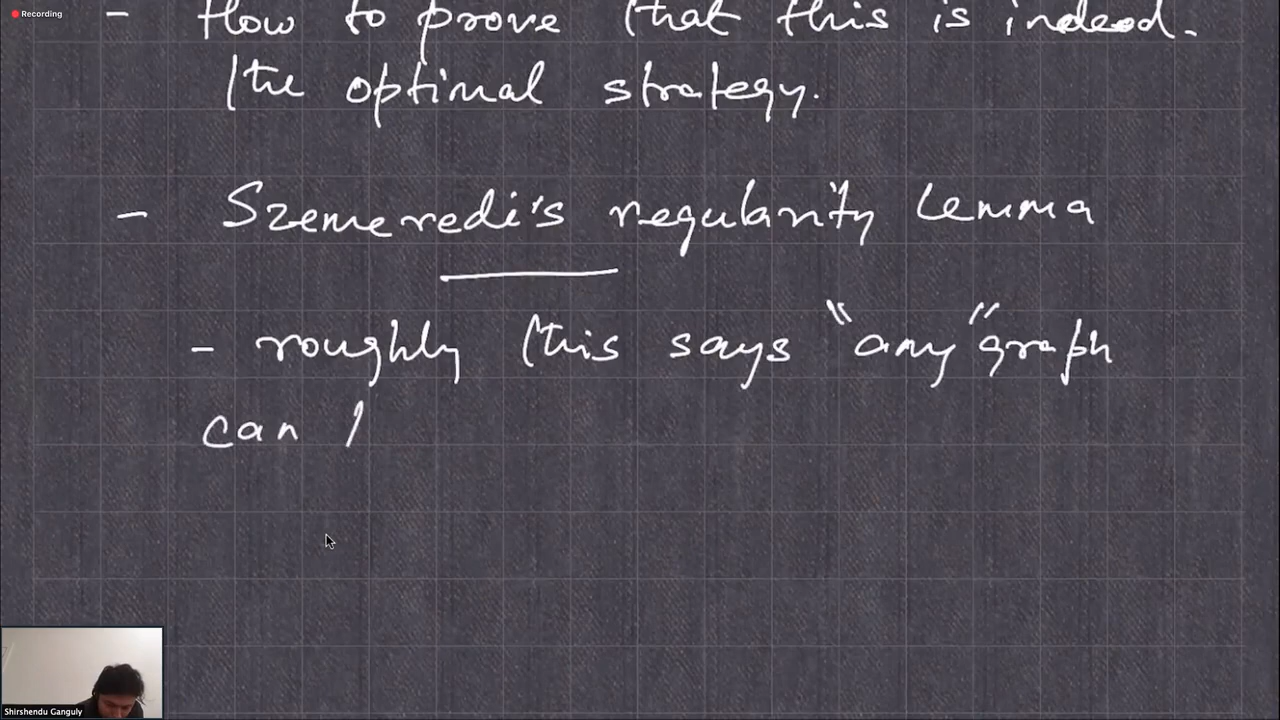 Recording
- How to prove that this is indeed.
the optimal strategy.
- Szemeredi's regularity Lemma
- roughly this says "any" graph
can
Shirshendu Ganguly